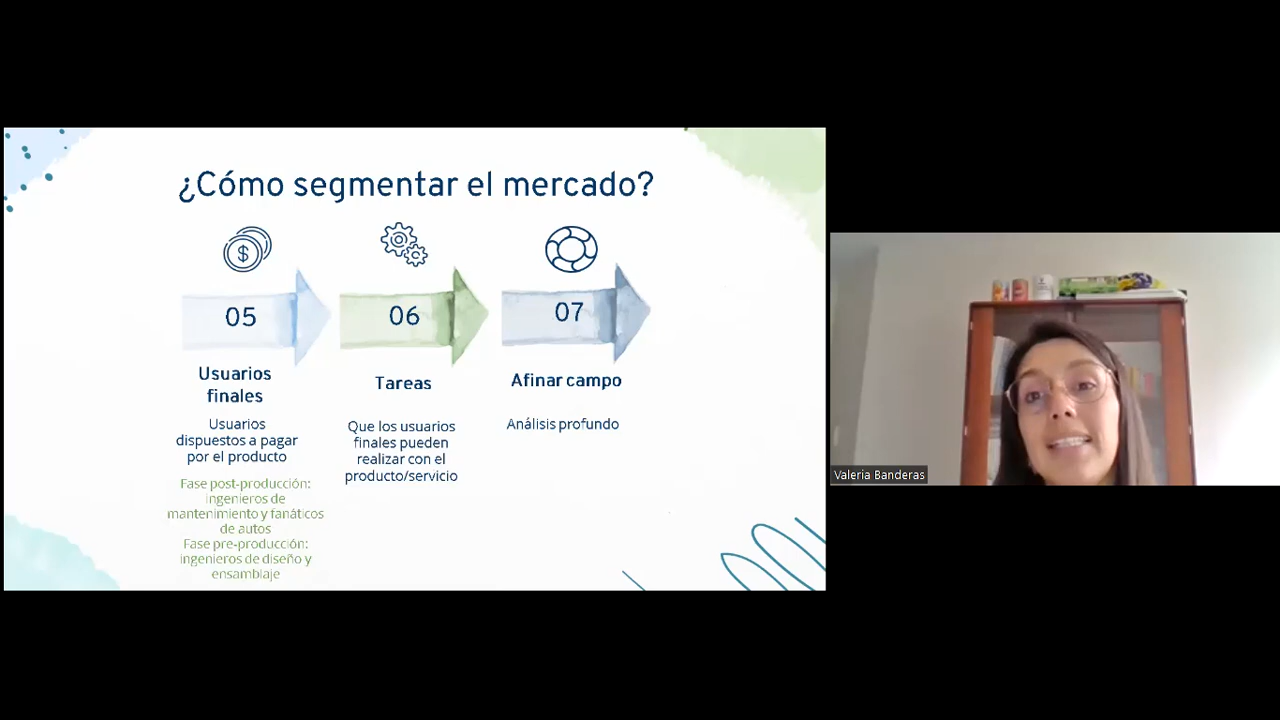 ¿Cómo segmentar el mercado?
$
05
Usuarios
finales
Usuarios
dispuestos a pagar
por el producto
Fase post-producción:
ingenieros de
mantenimiento y fanáticos
de autos
Fase pre-producción:
ingenieros de diseño y
ensamblaje
06
Tareas
Que los usuarios
finales pueden
realizar con el
producto/servicio
07
Afinar campo
Análisis profundo
Valeria Banderas